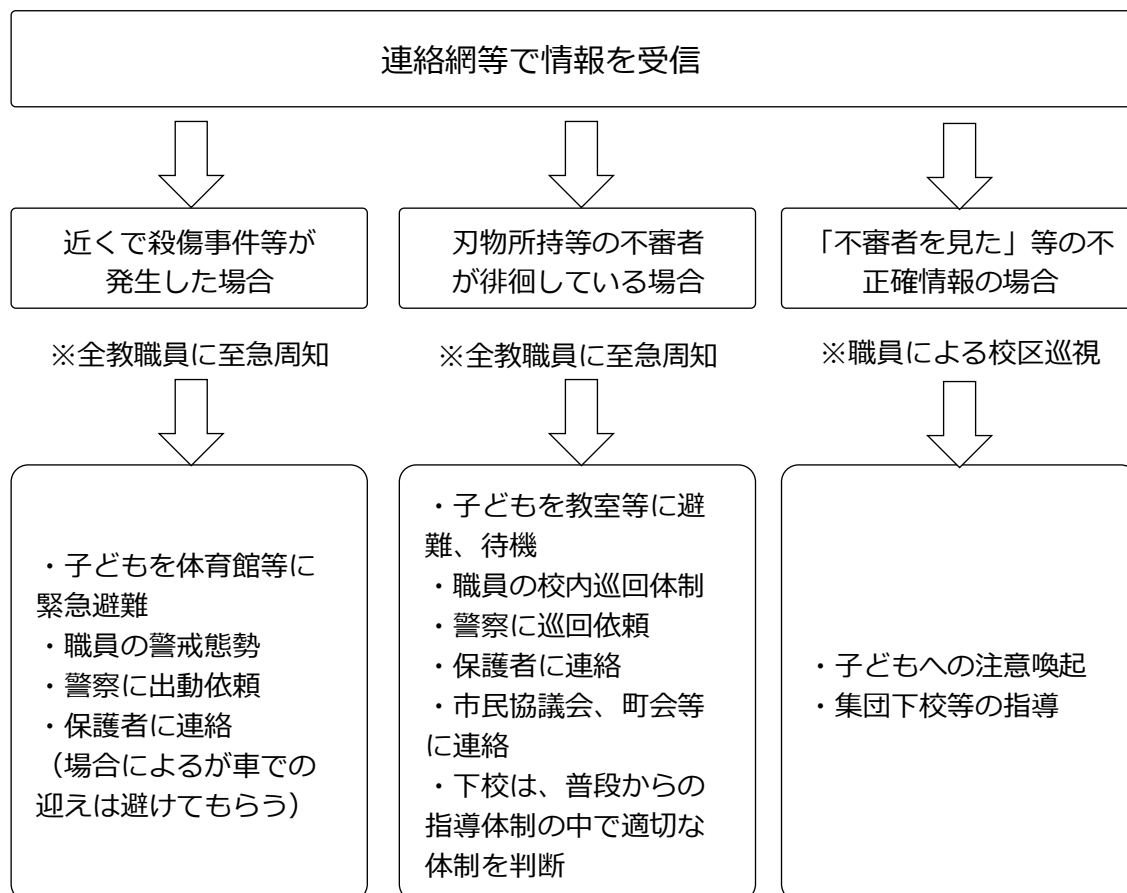 連絡網等で情報を受信
近くで殺傷事件等が
発生した場合
刃物所持等の不審者
が徘徊している場合
「不審者を見た」等の不
正確情報の場合
※全教職員に至急周知
※全教職員に至急周知
※職員による校区巡視
・子どもを体育館等に
緊急避難
・職員の警戒態勢
・警察に出動依頼
・保護者に連絡
（場合によるが車での
迎えは避けてもらう）
・子どもを教室等に避
難、待機
・職員の校内巡回体制
・警察に巡回依頼
・保護者に連絡
・市民協議会、町会等
に連絡
・下校は、普段からの
指導体制の中で適切な
体制を判断
・子どもへの注意喚起
・集団下校等の指導